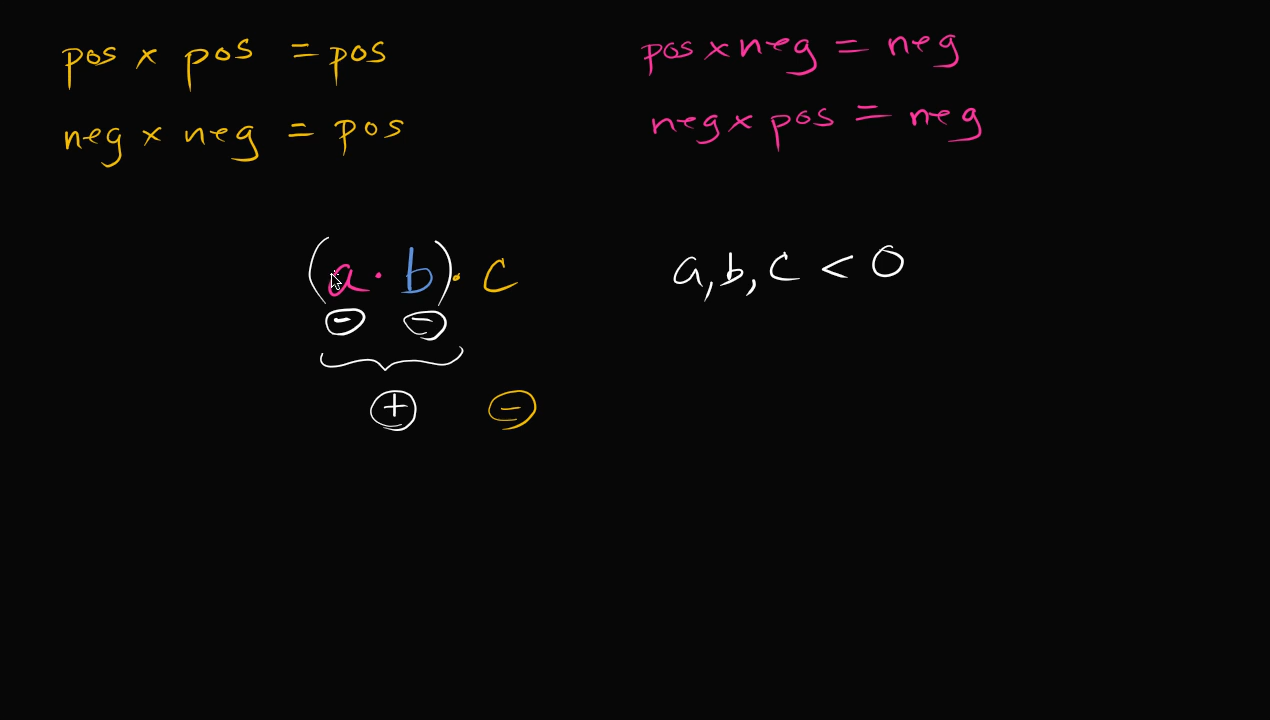 pos x pos = pos
pos x neg = neg
neg x neg = pos
neg x pos = neg
(a · b) · c
a, b, c < 0
- -
+ -